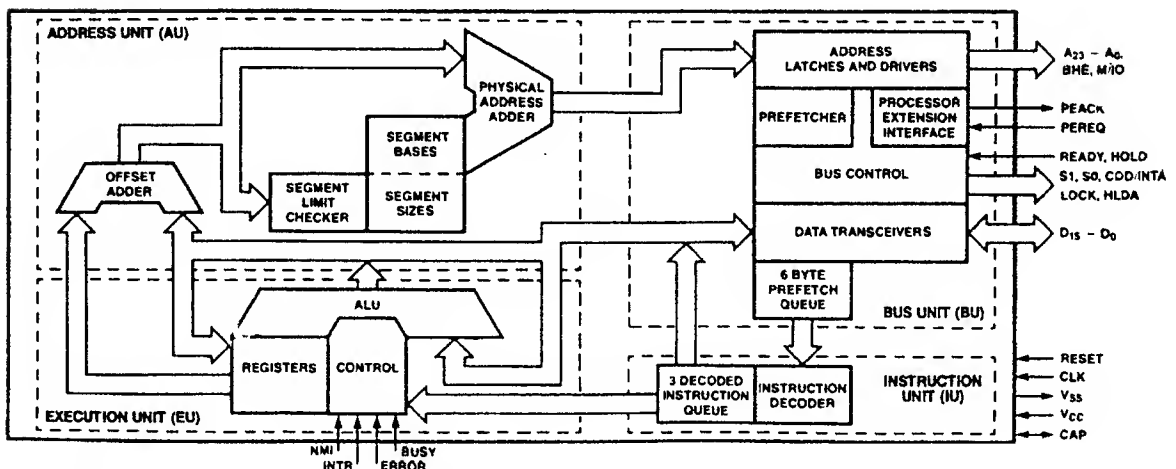 ADDRESS UNIT (AU)
OFFSET
ADDER
SEGMENT
LIMIT
CHECKER
SEGMENT
BASES
SEGMENT
SIZES
PHYSICAL
ADDRESS
ADDER
ADDRESS
LATCHES AND DRIVERS
PREFETCHER
PROCESSOR
EXTENSION
INTERFACE
BUS CONTROL
DATA TRANSCEIVERS
6 BYTE
PREFETCH
QUEUE
BUS UNIT (BU)
A23 – A0,
BHE, M/IO
PEACK
PEREQ
READY, HOLD
S1, S0, COD/INTA
LOCK, HLDA
D15 – D0
ALU
REGISTERS
CONTROL
EXECUTION UNIT (EU)
NMI
INTR
BUSY
ERROR
3 DECODED
INSTRUCTION
QUEUE
INSTRUCTION
DECODER
INSTRUCTION
UNIT (IU)
RESET
CLK
VSS
VCC
CAP